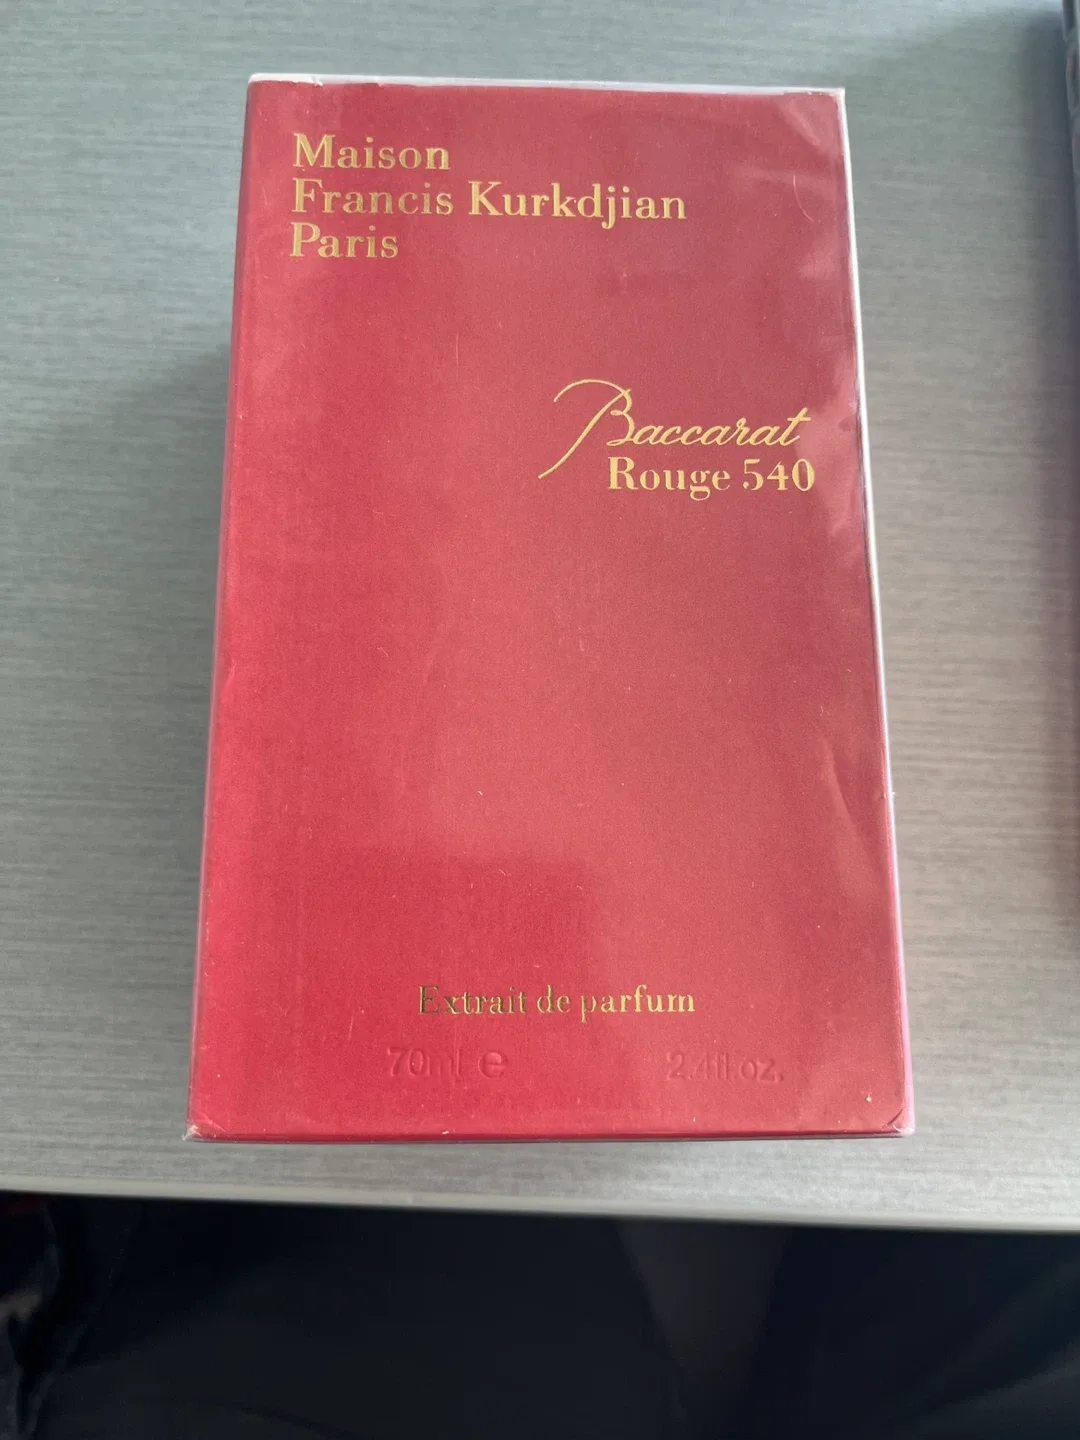 Maison
Francis Kurkdjian
Paris
Baccarat
Rouge 540
Extrait de parfum
70ml e 2.4fl.oz.